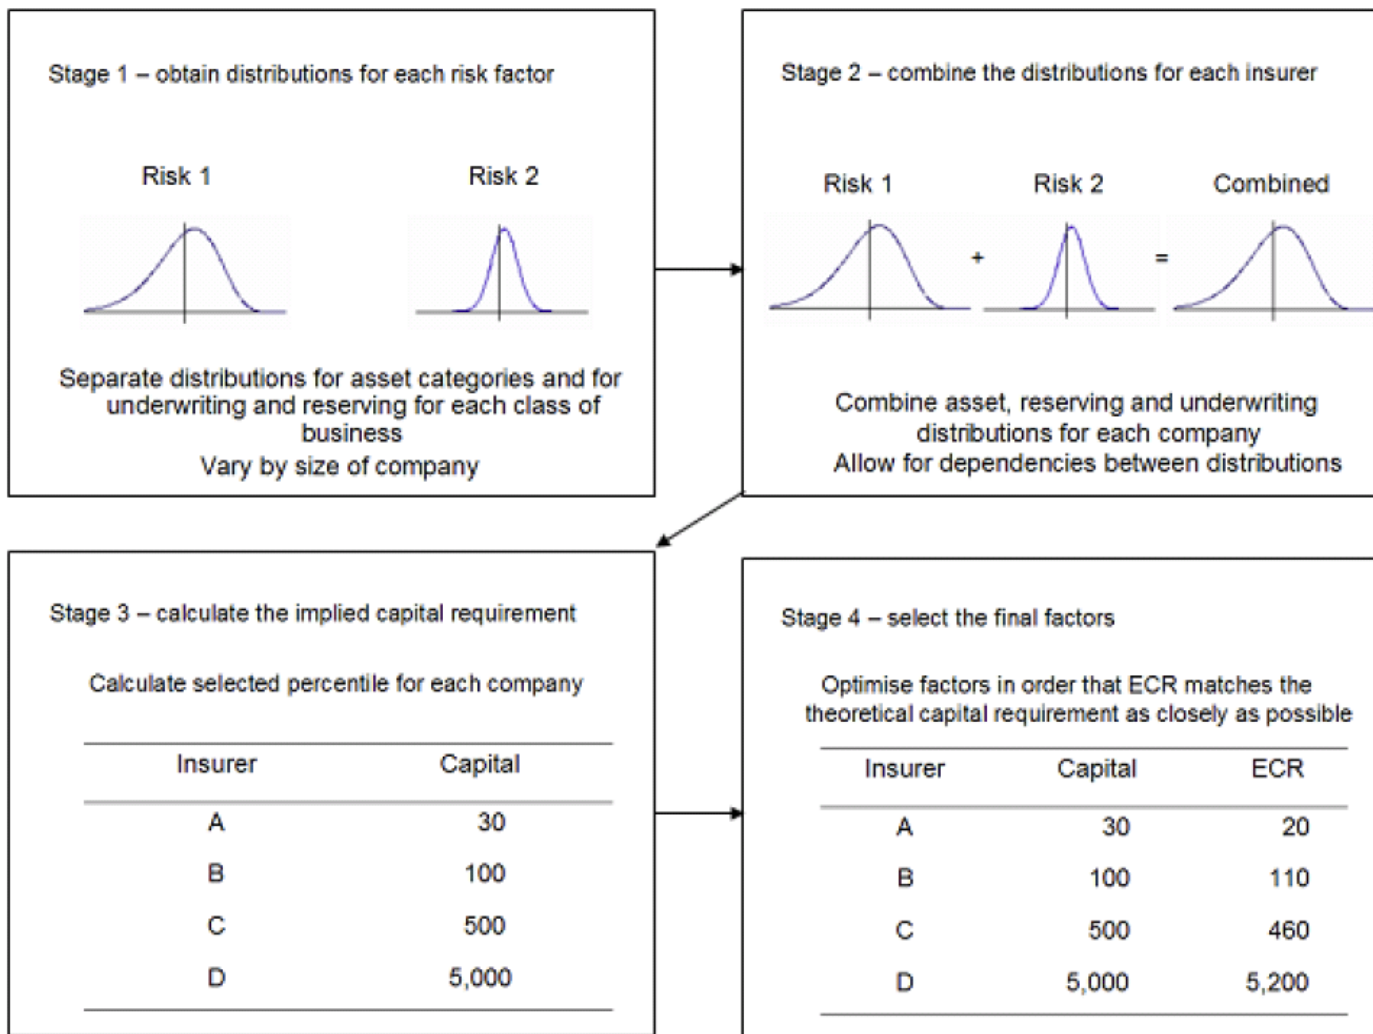 Stage 1 – obtain distributions for each risk factor
Risk 1
Risk 2
Separate distributions for asset categories and for
underwriting and reserving for each class of
business
Vary by size of company
Stage 2 – combine the distributions for each insurer
Risk 1
Risk 2
Combined
+
=
Combine asset, reserving and underwriting
distributions for each company
Allow for dependencies between distributions
Stage 3 – calculate the implied capital requirement
Calculate selected percentile for each company
Insurer Capital
A 30
B 100
C 500
D 5,000
Stage 4 – select the final factors
Optimise factors in order that ECR matches the
theoretical capital requirement as closely as possible
Insurer Capital ECR
A 30 20
B 100 110
C 500 460
D 5,000 5,200